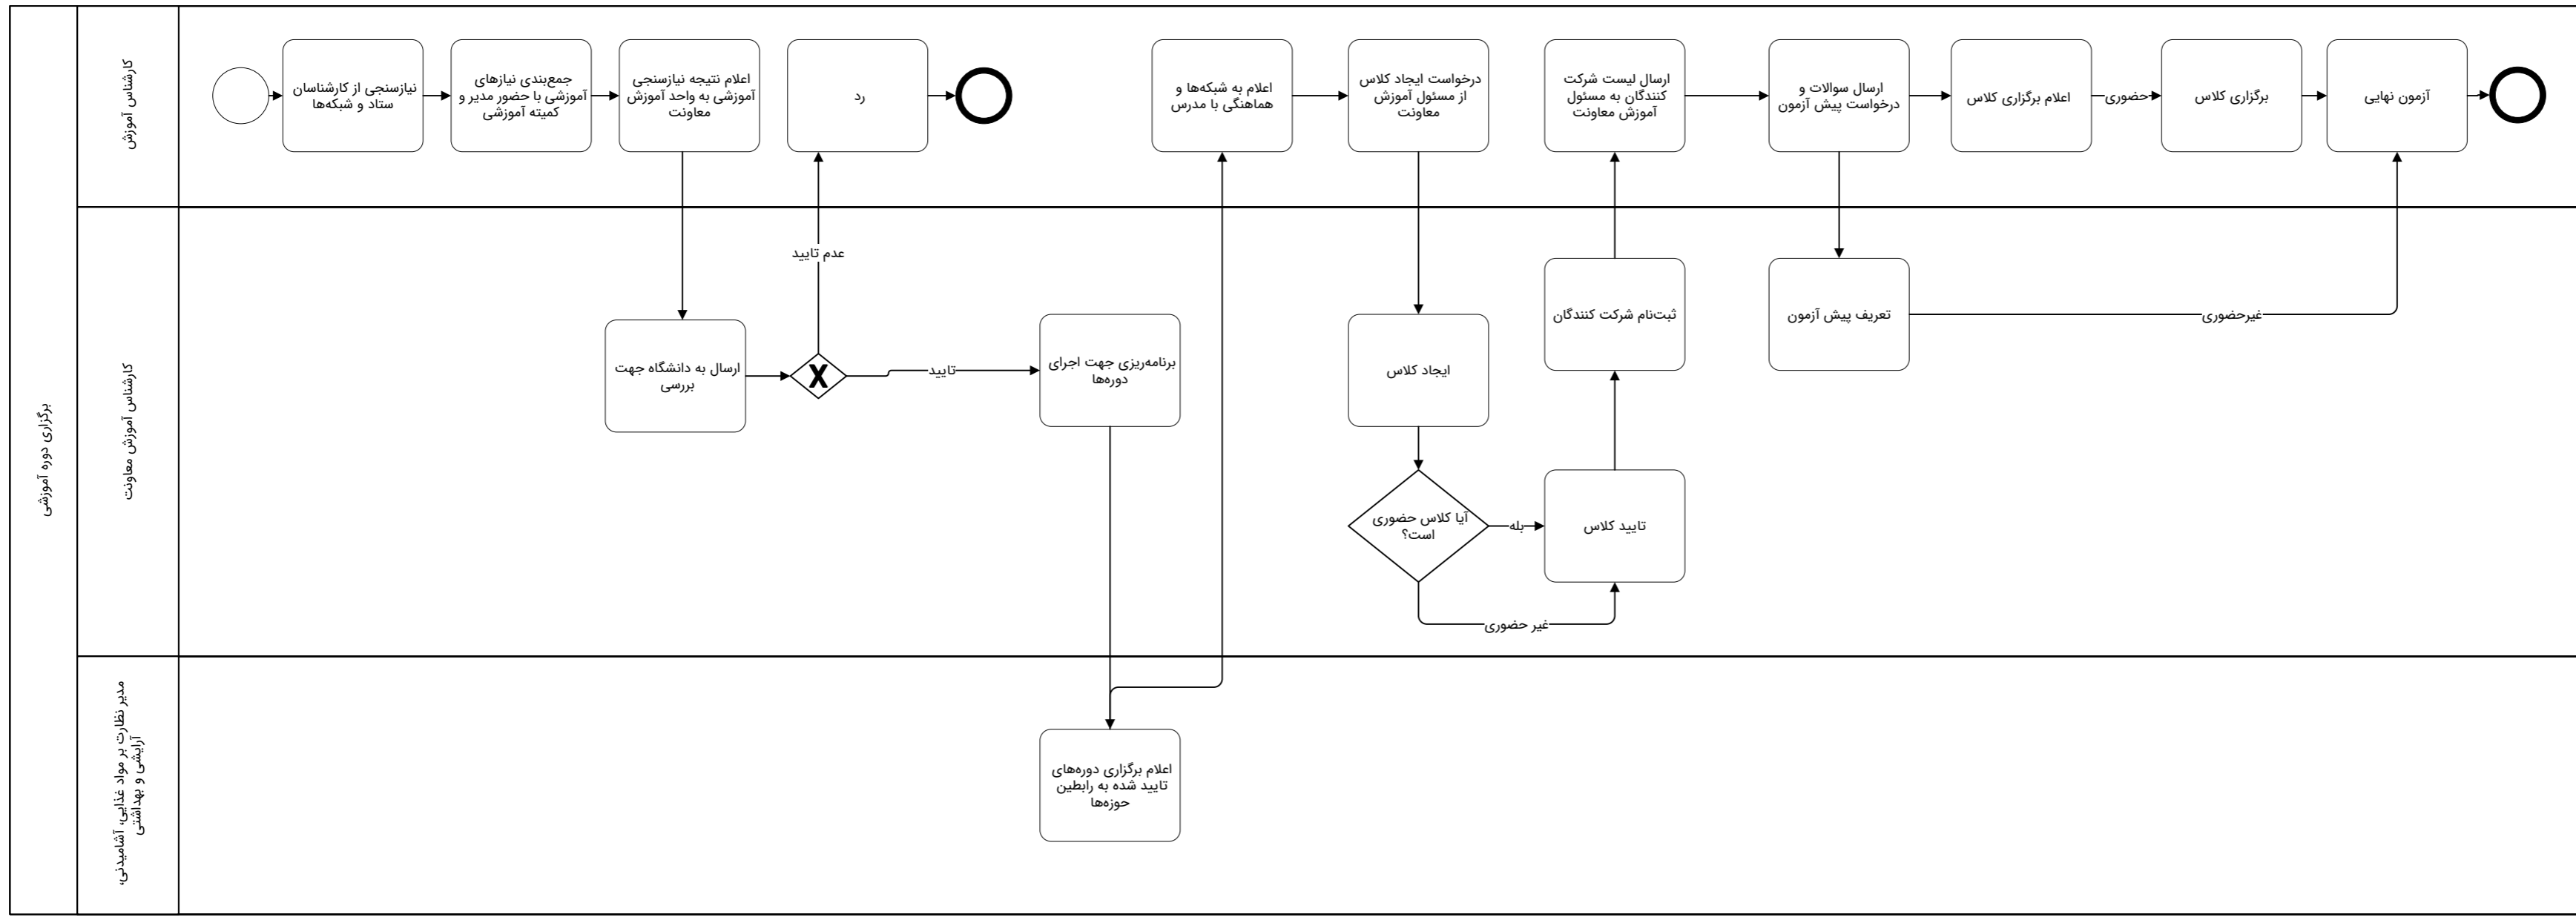 برگزاری دوره آموزشی
کارشناس آموزش
نیازسنجی از کارشناسان
ستاد و شبکه‌ها
جمع‌بندی نیازهای
آموزشی با حضور مدیر و
کمیته آموزشی
اعلام نتیجه نیازسنجی
آموزشی به واحد آموزش
معاونت
رد
اعلام به شبکه‌ها و
هماهنگی با مدرس
درخواست ایجاد کلاس
از مسئول آموزش
معاونت
ارسال لیست شرکت
کنندگان به مسئول
آموزش معاونت
ارسال سوالات و
درخواست پیش آزمون
اعلام برگزاری کلاس
حضوری
برگزاری کلاس
آزمون نهایی
کارشناس آموزش معاونت
ارسال به دانشگاه جهت
بررسی
X
عدم تایید
تایید
برنامه‌ریزی جهت اجرای
دوره‌ها
ایجاد کلاس
آیا کلاس حضوری
است؟
بله
غیر حضوری
تایید کلاس
ثبت‌نام شرکت کنندگان
تعریف پیش آزمون
غیرحضوری
مدیر نظارت بر مواد غذایی، آشامیدنی،
آرایشی و بهداشتی
اعلام برگزاری دوره‌های
تایید شده به رابطین
حوزه‌ها